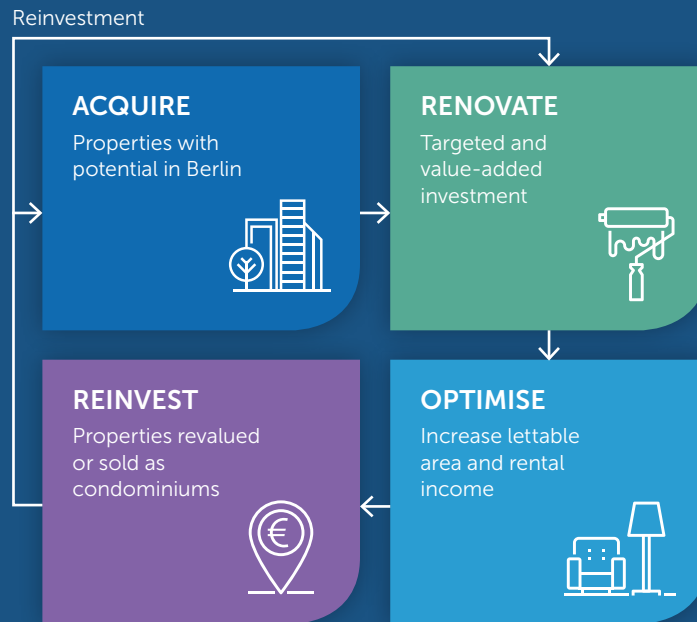 Reinvestment
ACQUIRE
Properties with
potential in Berlin
RENOVATE
Targeted and
value-added
investment
REINVEST
Properties revalued
or sold as
condominiums
€
OPTIMISE
Increase lettable
area and rental
income